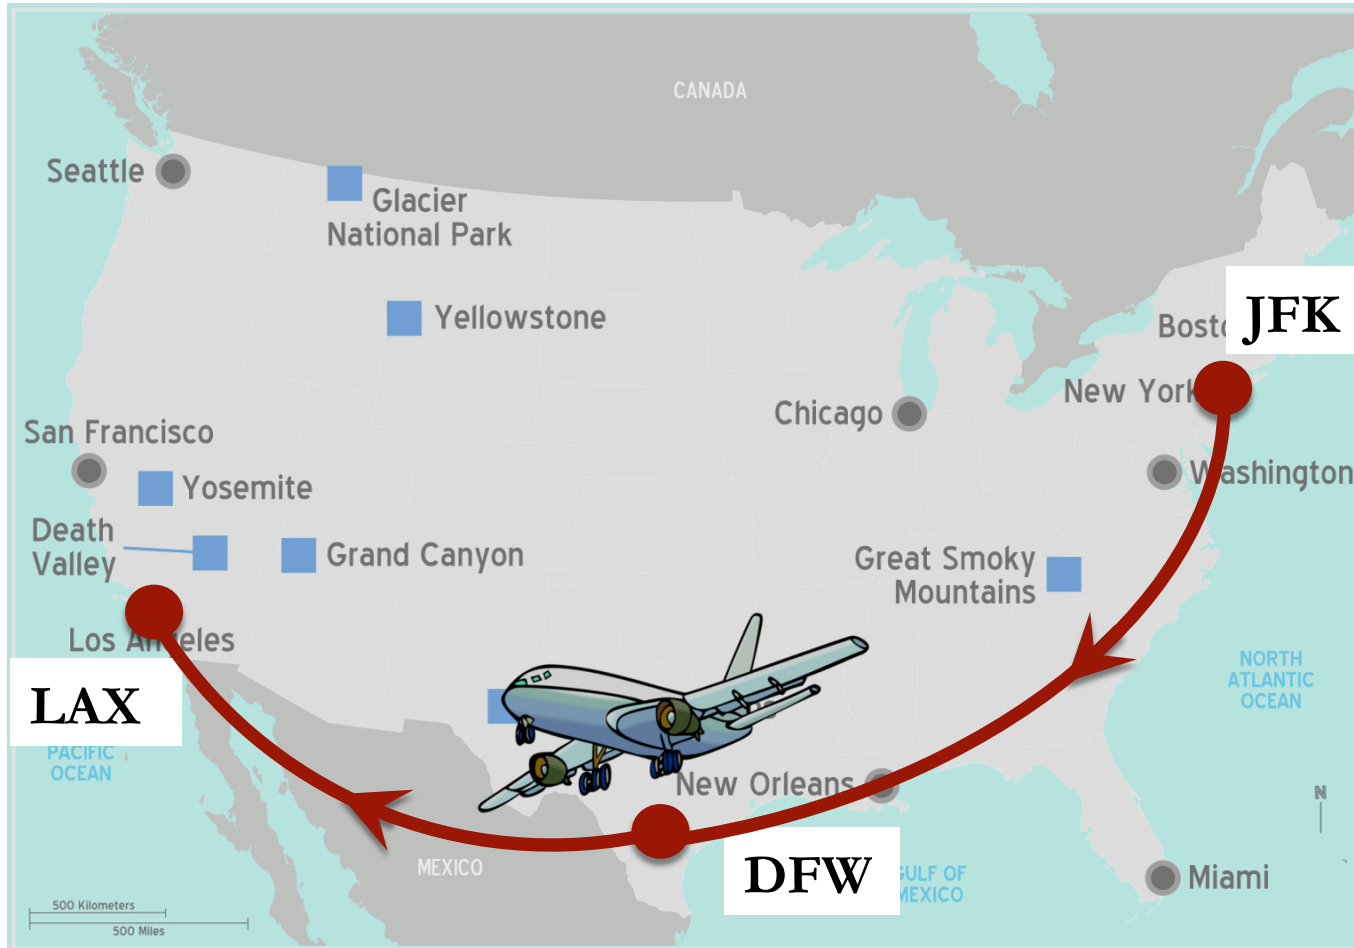 CANADA
Seattle
Glacier
National Park
Yellowstone
JFK
Bosto
New York
Chicago
San Francisco
Yosemite
Washington
Death
Valley
Grand Canyon
Great Smoky
Mountains
Los Angeles
LAX
NORTH
ATLANTIC
OCEAN
PACIFIC
OCEAN
New Orleans
N
MEXICO
DFW
GULF OF
MEXICO
Miami
500 Kilometers
500 Miles